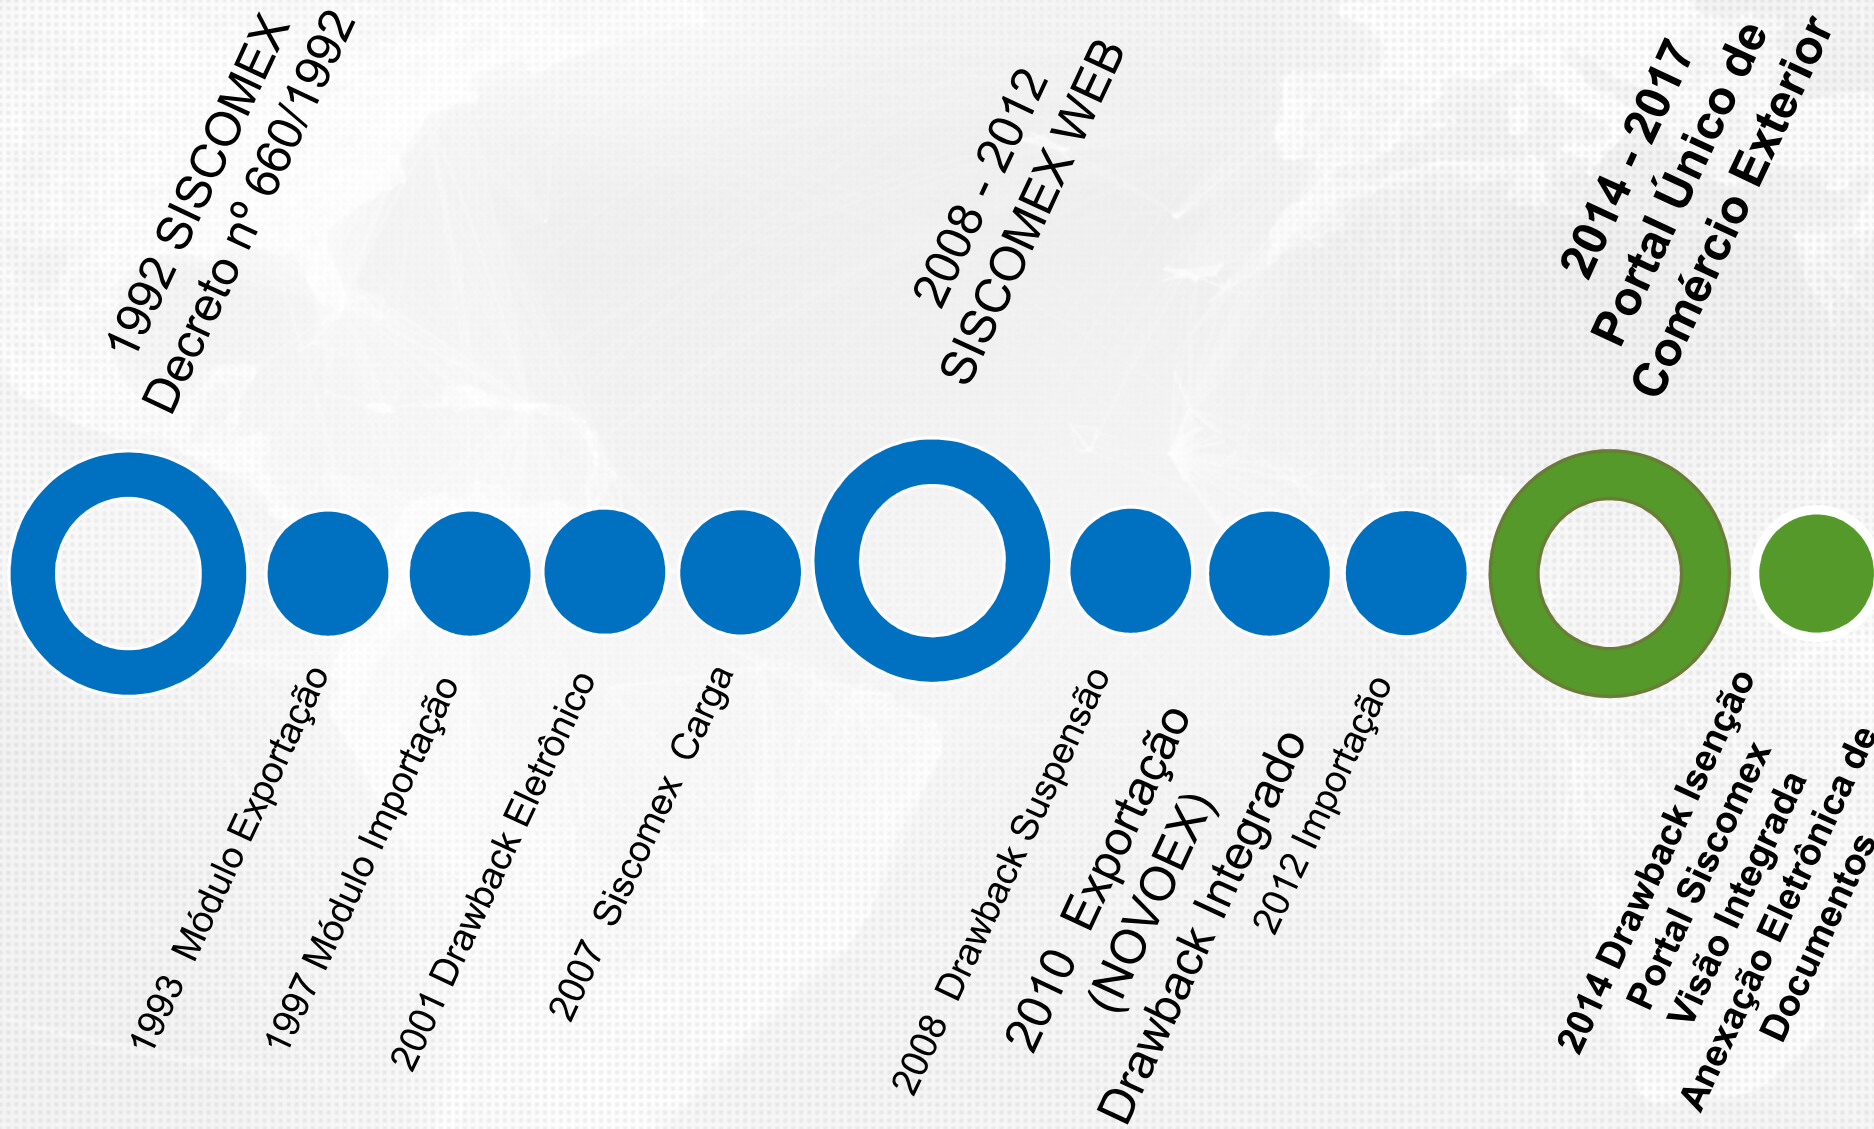 1992 SISCOMEX
Decreto nº 660/1992
2008 - 2012
SISCOMEX WEB
2014 - 2017
Portal Único de
Comércio Exterior
1993 Módulo Exportação
1997 Módulo Importação
2001 Drawback Eletrônico
2007 Siscomex Carga
2008 Drawback Suspensão
2010 Exportação
(NOVOEX)
Drawback Integrado
2012 Importação
2014 Drawback Isenção
Portal Siscomex
Visão Integrada
Anexação Eletrônica de
Documentos